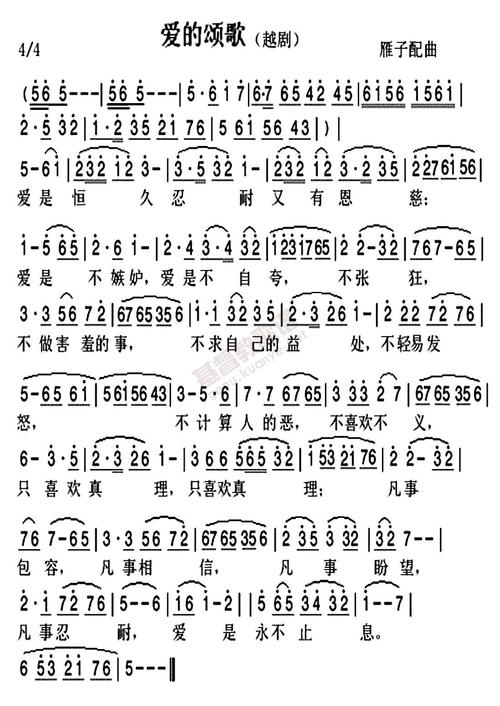 爱的颂歌（越剧）
4/4 雁子配曲
(5 6 5---|5 6 5---|5·6 1 7|6·7 6 5 4 2 4 5|6 1 5 6 1 5 6 1|
2·5 3 2|1·2 3 5 2 1 7 6|5 6 1 5 6 4 3|)|
5-6 1|2 3 2 1 2 3-|3·5 3 2 1|2 3 2 1 2 3·2 3 5|2 2 7 6 1 5 6|
爱是 恒 久忍 耐又有恩 慈;
1-5 6 5|2·6 1|3·4 3 2|1 2 3 1 7 6 5|2-3 2|7 6 7-6 5|
爱是 不嫉妒,爱是不 自 夸, 不张 狂,
3·3 5 6 7 2|6 7 6 5 3 5 6|1·1 3 2 3 5|2·3 2 6 1|5·6 7 2|
不做害羞的事, 不求自己的益 处,不轻易发
5-6 5 6 1|5 6 1 5 6 4 3|3-5·6|7·7 6 7 6 5|3 3 2 7|6 7 6 5 3 5 6|
怒, 不计算人的恶, 不喜欢不 义,
6-3·5|2·3 2 6 1|3 6 6 5 6 5 3 2|1 5 3 2 1 7 6|5-3 2|
只喜欢真 理,只喜欢真 理; 凡事
7 6 7-6 5|3·3 5 6 7 2|6 7 6 5 3 5 6|2 3 5 3|2 3 5 3 2|
包容, 凡事相 信, 凡 事 盼望,
2·1 7 2 7 6|5--6|1 6 1-2|0 6 1 2|5---|
凡事忍 耐, 爱 是 永不止 息。
6 5 3 2 1 7 6|5---‖